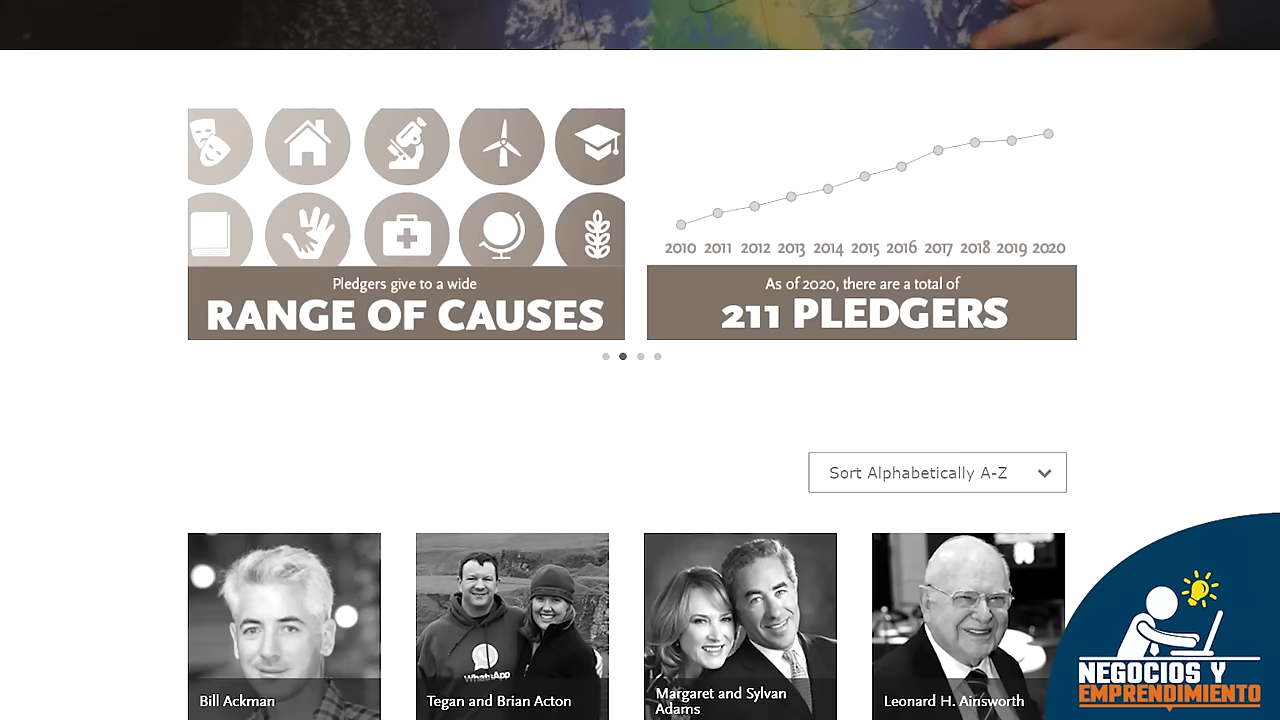 Pledgers give to a wide
RANGE OF CAUSES
2010 2011 2012 2013 2014 2015 2016 2017 2018 2019 2020
As of 2020, there are a total of
211 PLEDGERS
Sort Alphabetically A-Z
WhatsApp
Bill Ackman
Tegan and Brian Acton
Margaret and Sylvan
Adams
Leonard H. Ainsworth
NEGOCIOS Y
EMPRENDIMIENTO